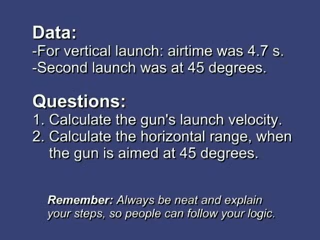 Data:
-For vertical launch: airtime was 4.7 s.
-Second launch was at 45 degrees.
Questions:
1. Calculate the gun's launch velocity.
2. Calculate the horizontal range, when
the gun is aimed at 45 degrees.
Remember: Always be neat and explain
your steps, so people can follow your logic.